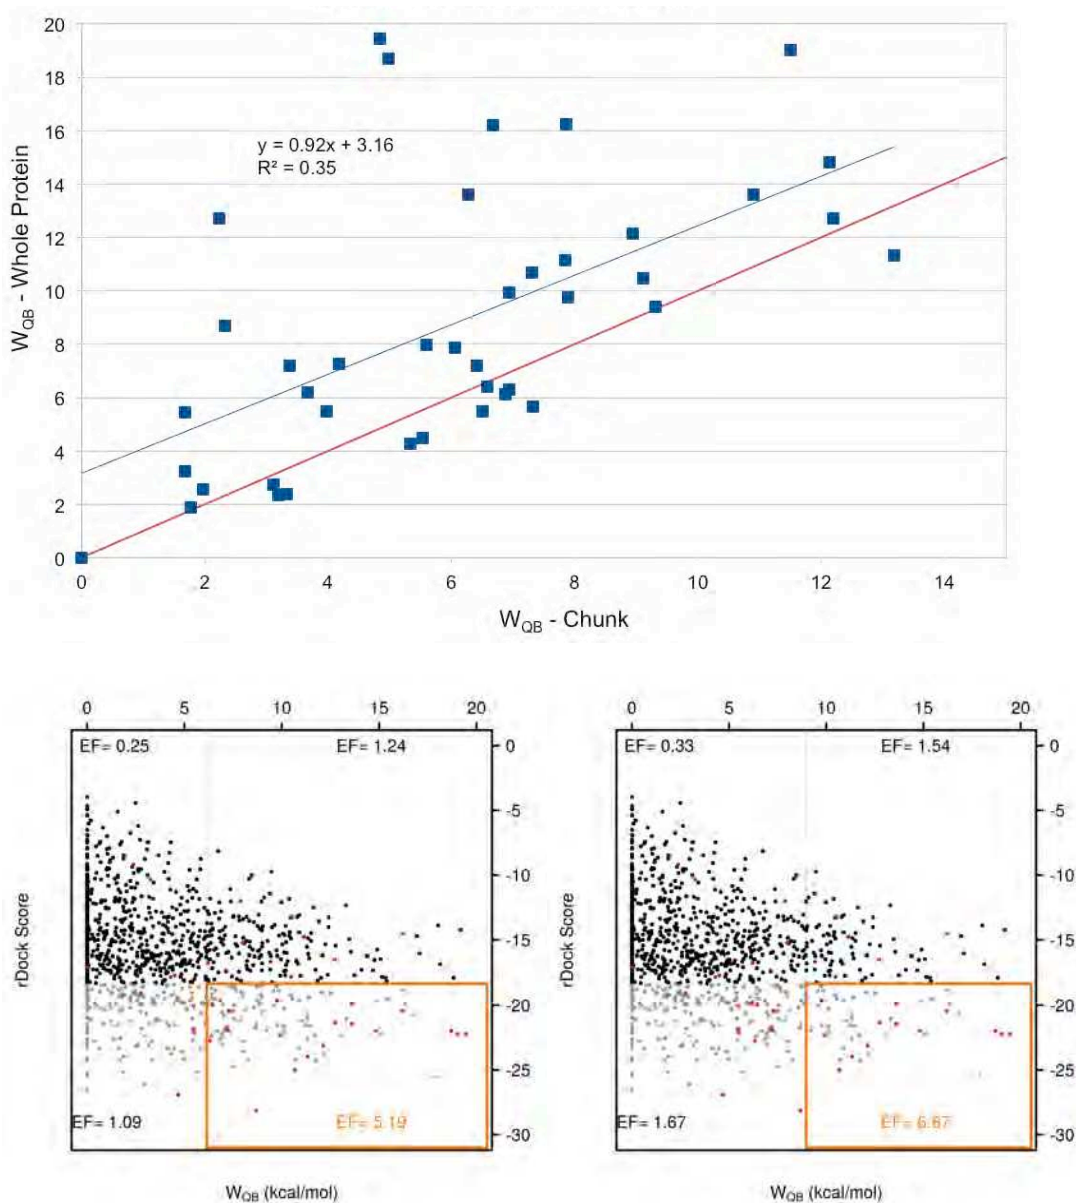 20
18
16
14
12
10
8
6
4
2
0
W_QB - Whole Protein
y = 0.92x + 3.16
R² = 0.35
0 2 4 6 8 10 12 14
W_QB - Chunk
0 5 10 15 20
EF= 0.25 EF= 1.24
0
-5
-10
-15
-20
-25
-30
rDock Score
EF= 1.09 EF= 5.19
W_QB (kcal/mol)
0 5 10 15 20
EF= 0.33 EF= 1.54
0
-5
-10
-15
-20
-25
-30
rDock Score
EF= 1.67 EF= 6.67
W_QB (kcal/mol)